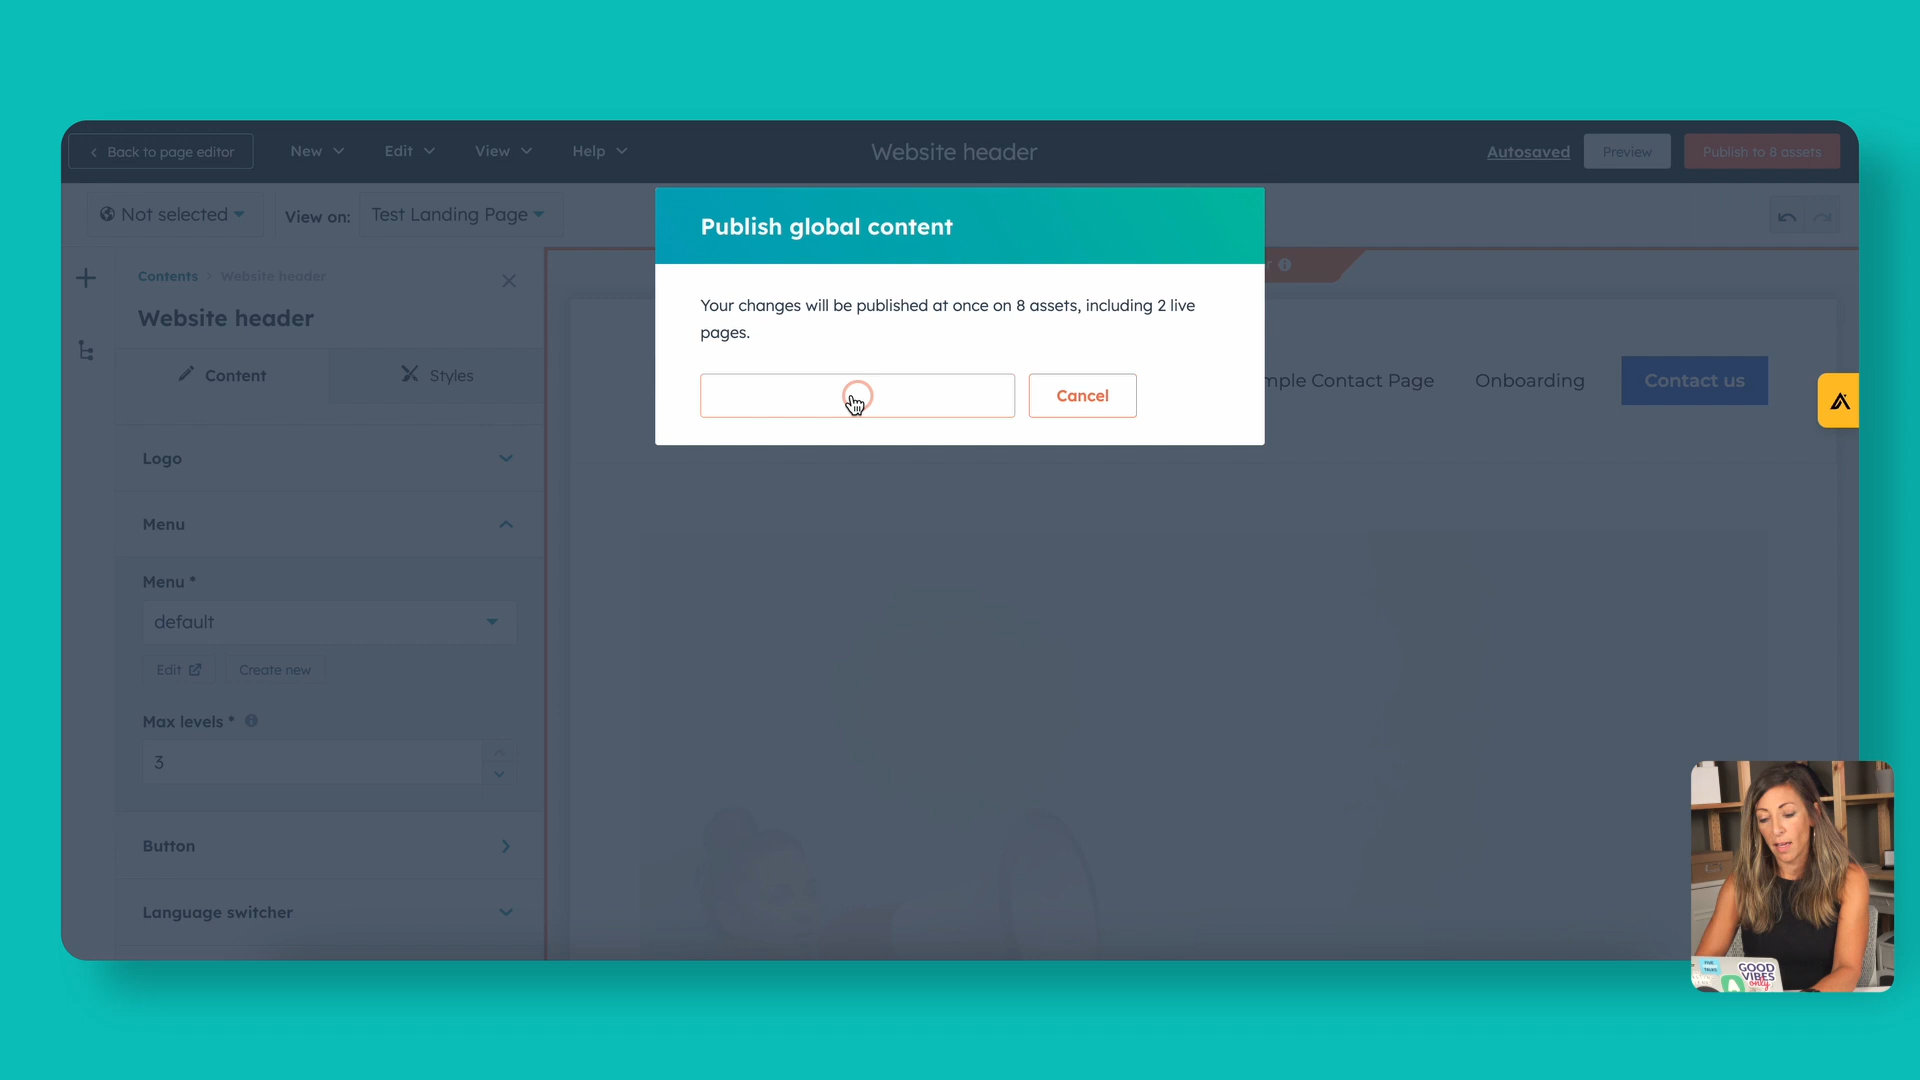 Back to page editor
New
Edit
View
Help
Website header
Autosaved
Preview
Publish to 8 assets
Not selected
View on:
Test Landing Page
Publish global content
Your changes will be published at once on 8 assets, including 2 live
pages.
Cancel
Contents
Website header
Website header
Content
Styles
Contact Page
Onboarding
Contact us
Logo
Menu
Menu *
default
Edit
Create new
Max levels *
3
Button
Language switcher
GOOD
VIBES
only